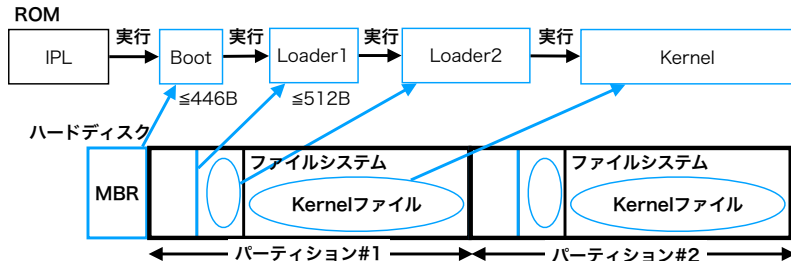 ROM
実行 実行 実行 実行
IPL Boot Loader1 Loader2 Kernel
≦446B ≦512B
ハードディスク
MBR
ファイルシステム ファイルシステム
Kernelファイル Kernelファイル
パーティション#1 パーティション#2